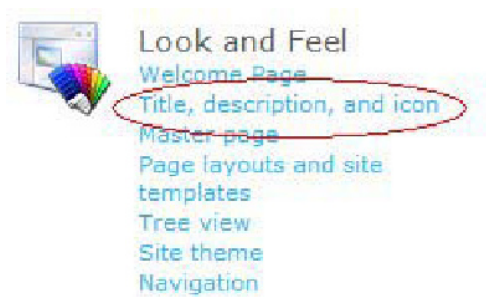 Look and Feel
Welcome Page
Title, description, and icon
Master page
Page layouts and site
templates
Tree view
Site theme
Navigation